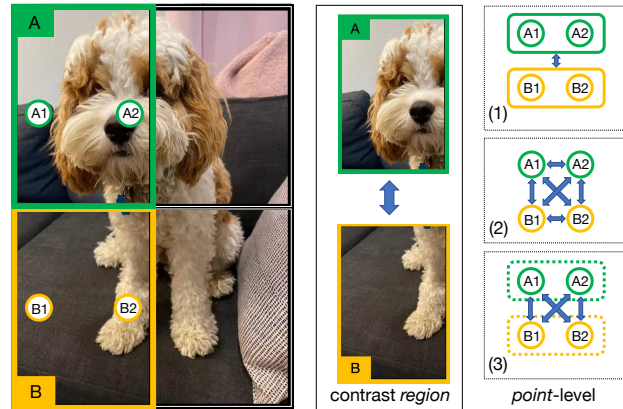 A
A1
A2
B1
B2
B
A
B
contrast region
A1 A2
B1 B2
(1)
A1 A2
B1 B2
(2)
A1 A2
B1 B2
(3)
point-level